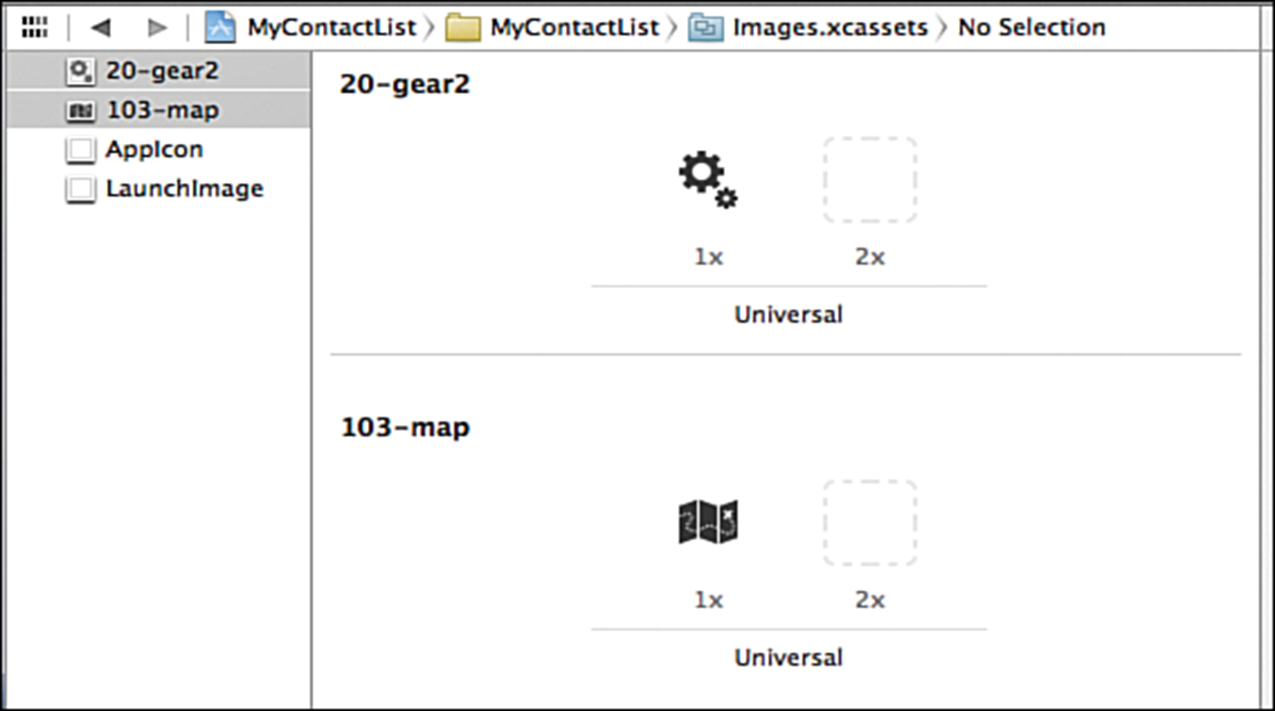 MyContactList MyContactList Images.xcassets No Selection
20-gear2
103-map
AppIcon
LaunchImage
20-gear2
1x 2x
Universal
103-map
1x 2x
Universal